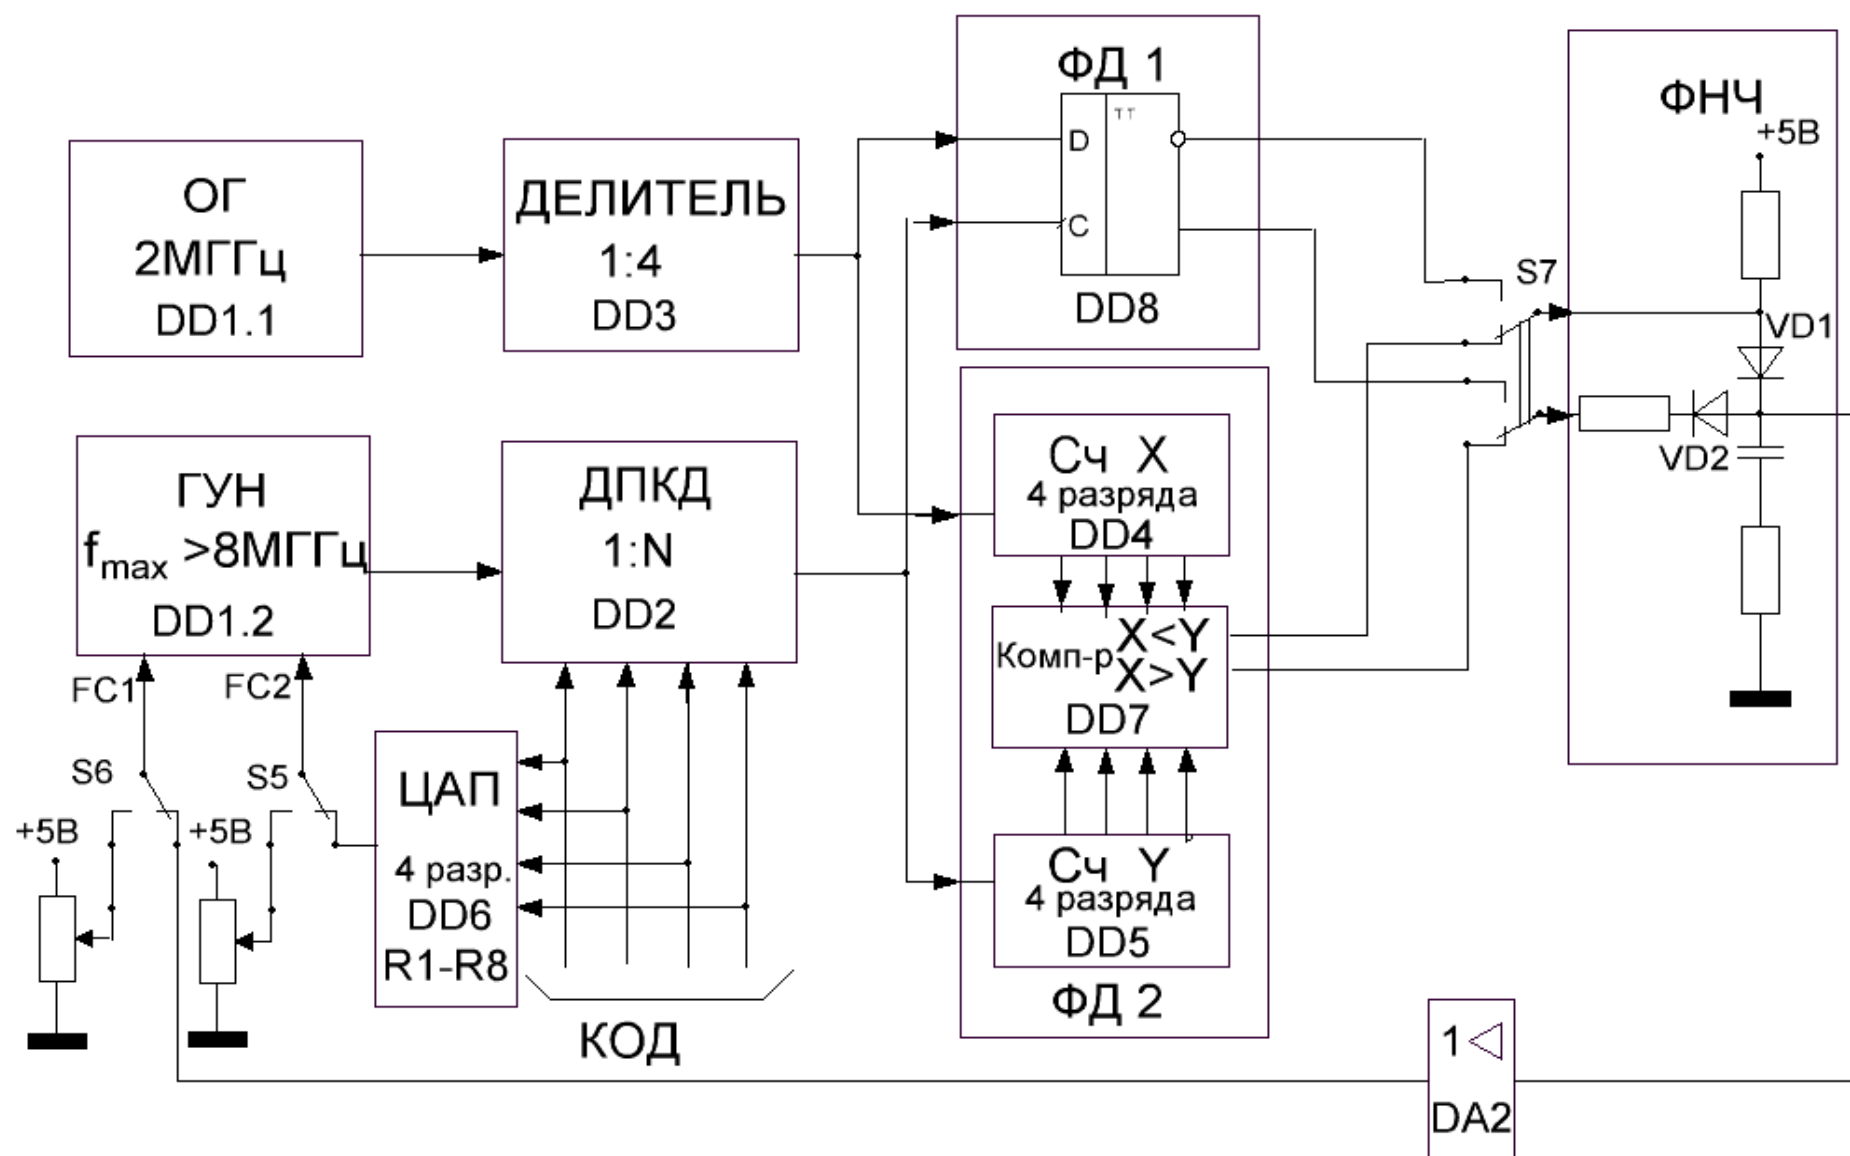 ОГ
2МГГц
DD1.1
ДЕЛИТЕЛЬ
1:4
DD3
ФД 1
TT
D
C
DD8
S7
ФНЧ
+5В
VD1
VD2
ГУН
fmax >8МГГц
DD1.2
ДПКД
1:N
DD2
Сч X
4 разряда
DD4
Комп-р
X<Y
X>Y
DD7
Сч Y
4 разряда
DD5
ФД 2
FC1
FC2
S6
S5
+5В
+5В
ЦАП
4 разр.
DD6
R1-R8
КОД
1
DA2